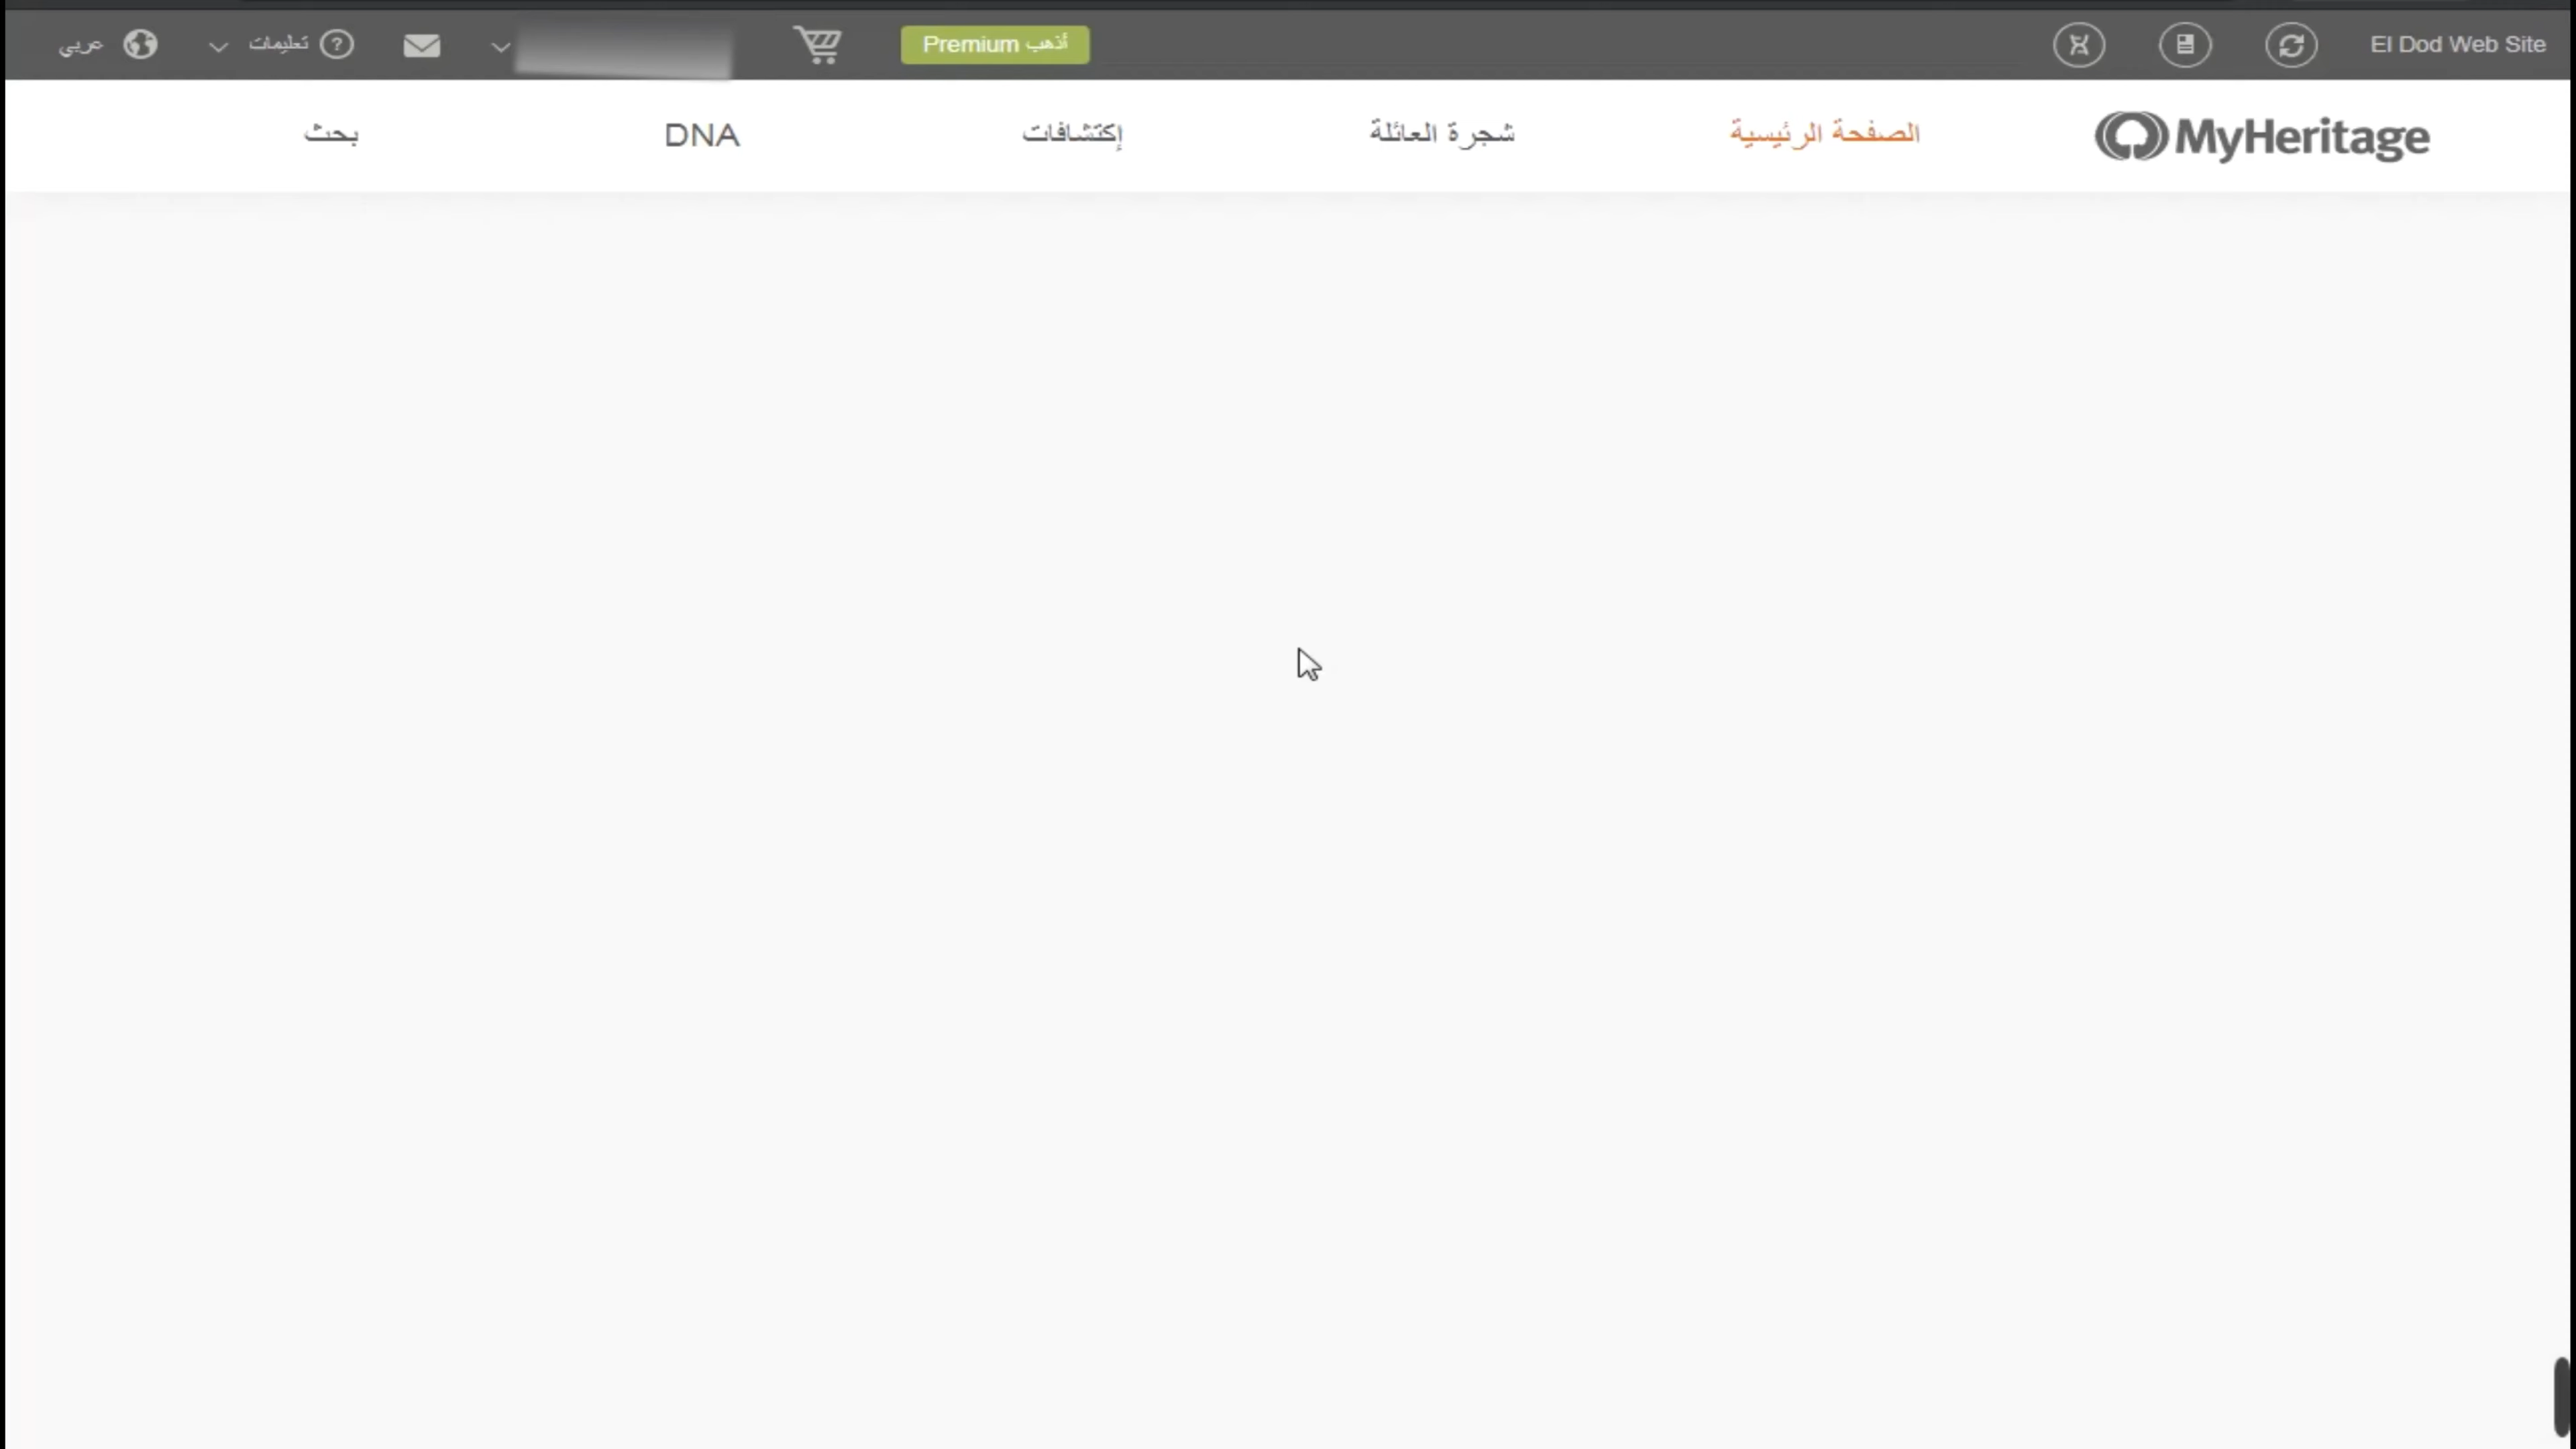 El Dod Web Site
أذهب Premium
تعليمات
عربي
MyHeritage
الصفحة الرئيسية
شجرة العائلة
إكتشافات
DNA
بحث